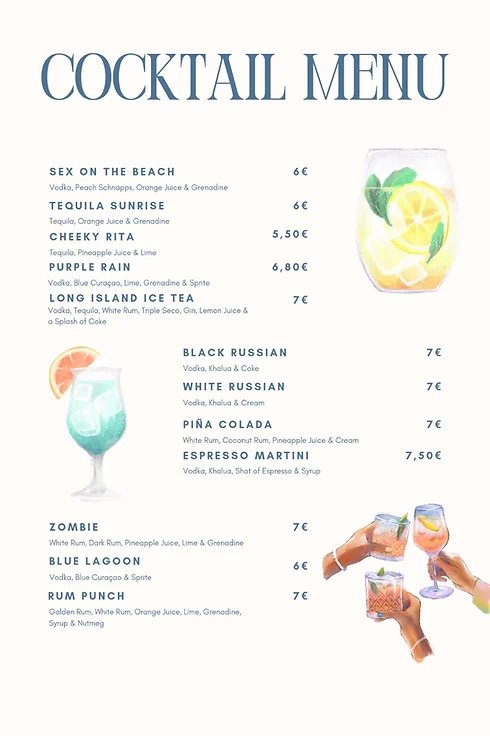 COCKTAIL MENU
SEX ON THE BEACH 6€
Vodka, Peach Schnapps, Orange Juice & Grenadine
TEQUILA SUNRISE 6€
Tequila, Orange Juice & Grenadine
CHEEKY RITA 5,50€
Tequila, Pineapple Juice & Lime
PURPLE RAIN 6,80€
Vodka, Blue Curaçao, Lime, Grenadine & Sprite
LONG ISLAND ICE TEA 7€
Vodka, Tequila, White Rum, Triple Seco, Gin, Lemon Juice &
a Splash of Coke
BLACK RUSSIAN 7€
Vodka, Khalua & Coke
WHITE RUSSIAN 7€
Vodka, Khalua & Cream
PIÑA COLADA 7€
White Rum, Coconut Rum, Pineapple Juice & Cream
ESPRESSO MARTINI 7,50€
Vodka, Khalua, Shot of Espresso & Syrup
ZOMBIE 7€
White Rum, Dark Rum, Pineapple Juice, Lime & Grenadine
BLUE LAGOON 6€
Vodka, Blue Curaçao & Sprite
RUM PUNCH 7€
Golden Rum, White Rum, Orange Juice, Lime, Grenadine,
Syrup & Nutmeg